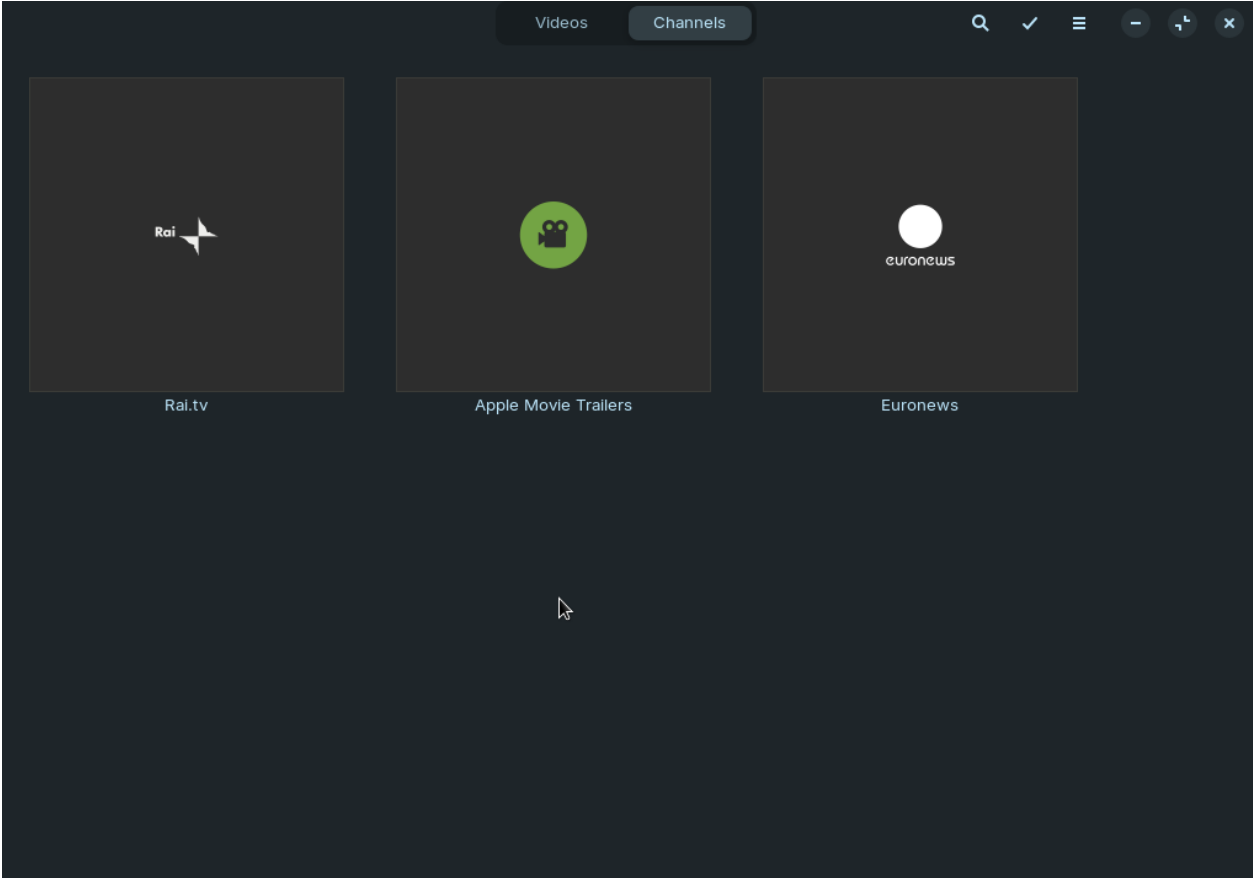 Videos
Channels
Rai
euronews
Rai.tv
Apple Movie Trailers
Euronews